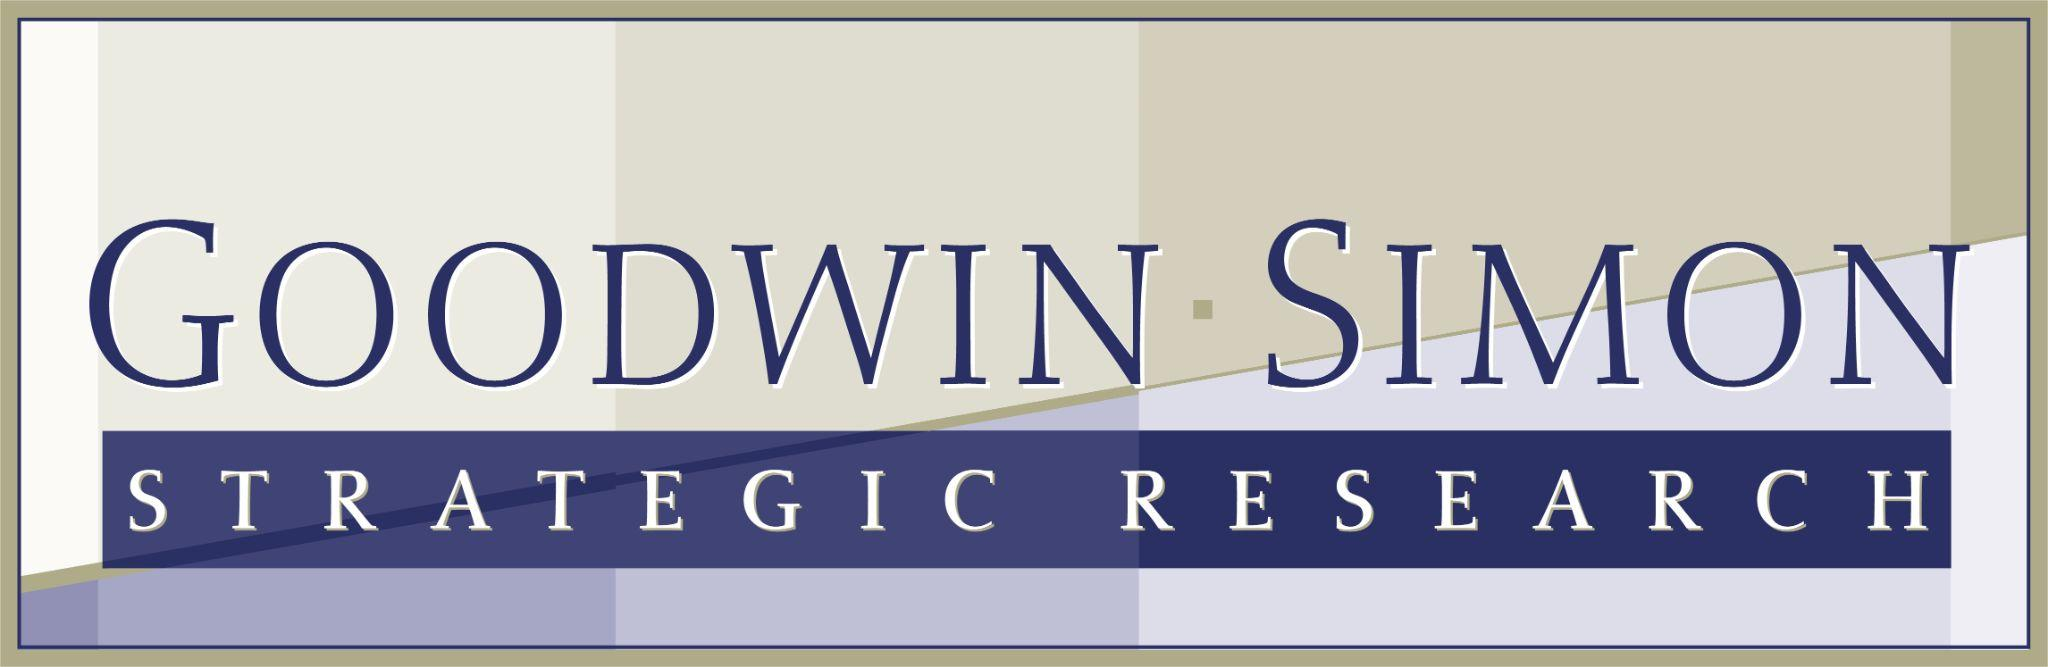 GOODWIN ▪ SIMON
STRATEGIC RESEARCH